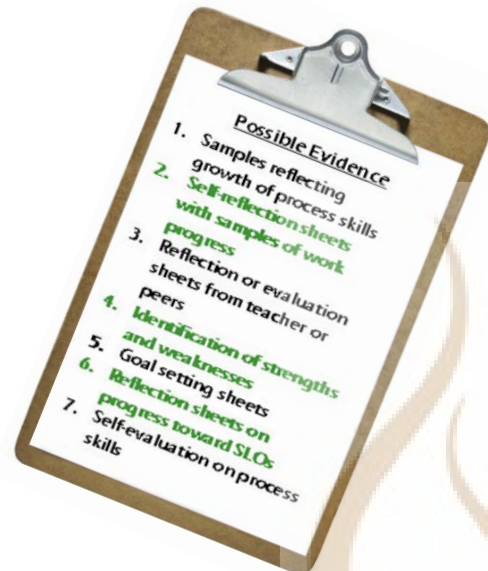 Possible Evidence
1. Samples reflecting
growth of process skills
2. Self-reflection sheets
with samples of work
progress
3. Reflection or evaluation
sheets from teacher or
peers
4. Identification of strengths
and weaknesses
5. Goal setting sheets
6. Reflection sheets on
progress toward SLOs
7. Self-evaluation on process
skills